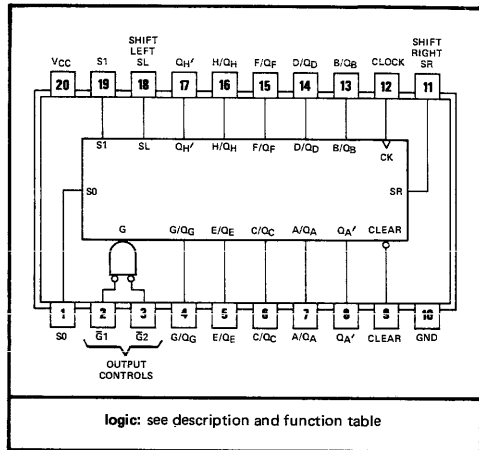 SHIFT SHIFT
LEFT RIGHT
VCC S1 SL QH' H/QH F/QF D/QD B/QB CLOCK SR
20 19 18 17 16 15 14 13 12 11
S1 SL QH' H/QH F/QF D/QD B/QB CK
S0 SR
G G/QG E/QE C/QC A/QA QA' CLEAR
1 2 3 4 5 6 7 8 9 10
S0 G̅1 G̅2 G/QG E/QE C/QC A/QA QA' CLEAR GND
OUTPUT
CONTROLS
logic: see description and function table